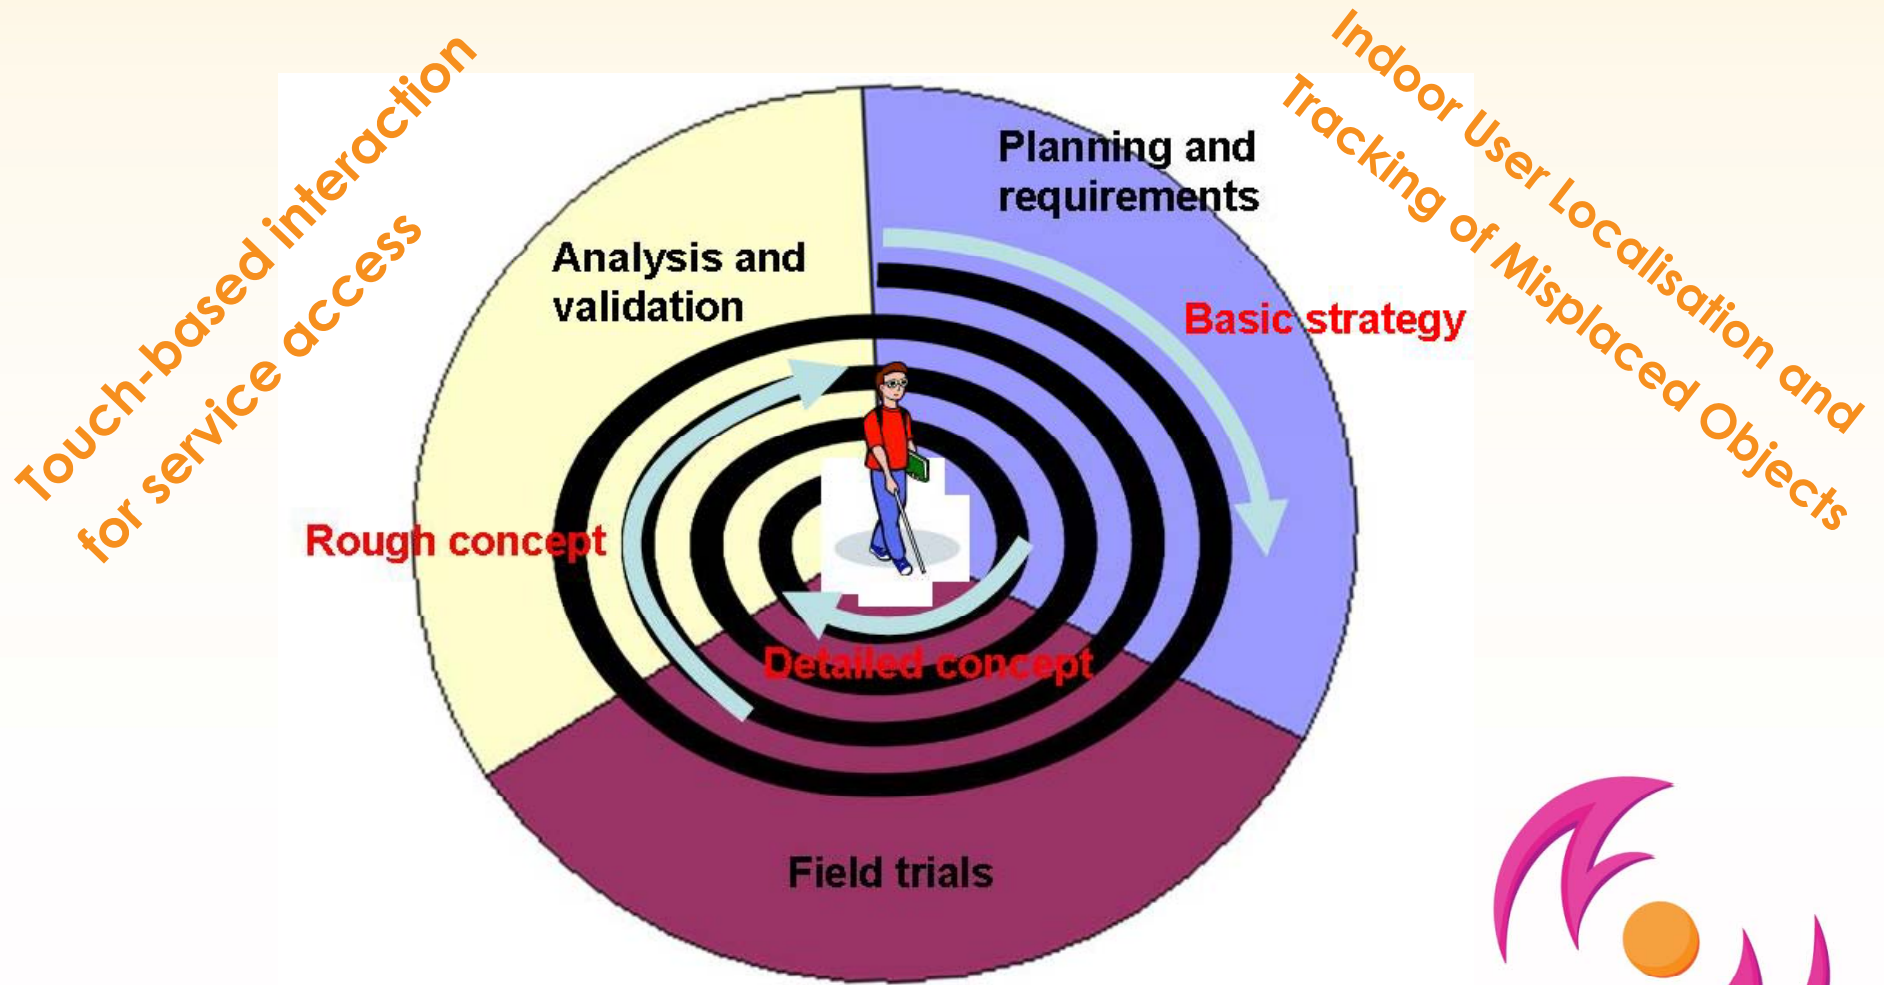 Touch-based interaction
for service access
Indoor User Localisation and
Tracking of Misplaced Objects
Planning and
requirements
Analysis and
validation
Basic strategy
Rough concept
Detailed concept
Field trials